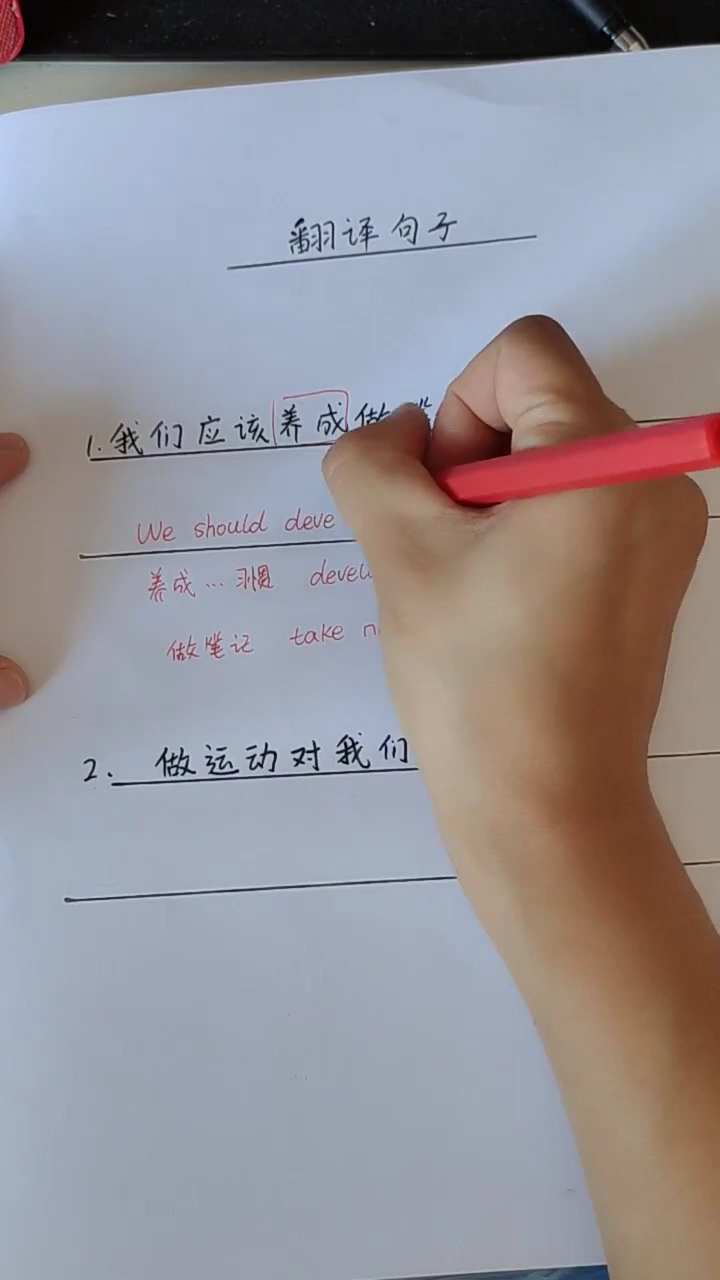 翻译句子
1.我们应该养成做
We should deve
养成…习惯 devel
做笔记 take n
2. 做运动对我们